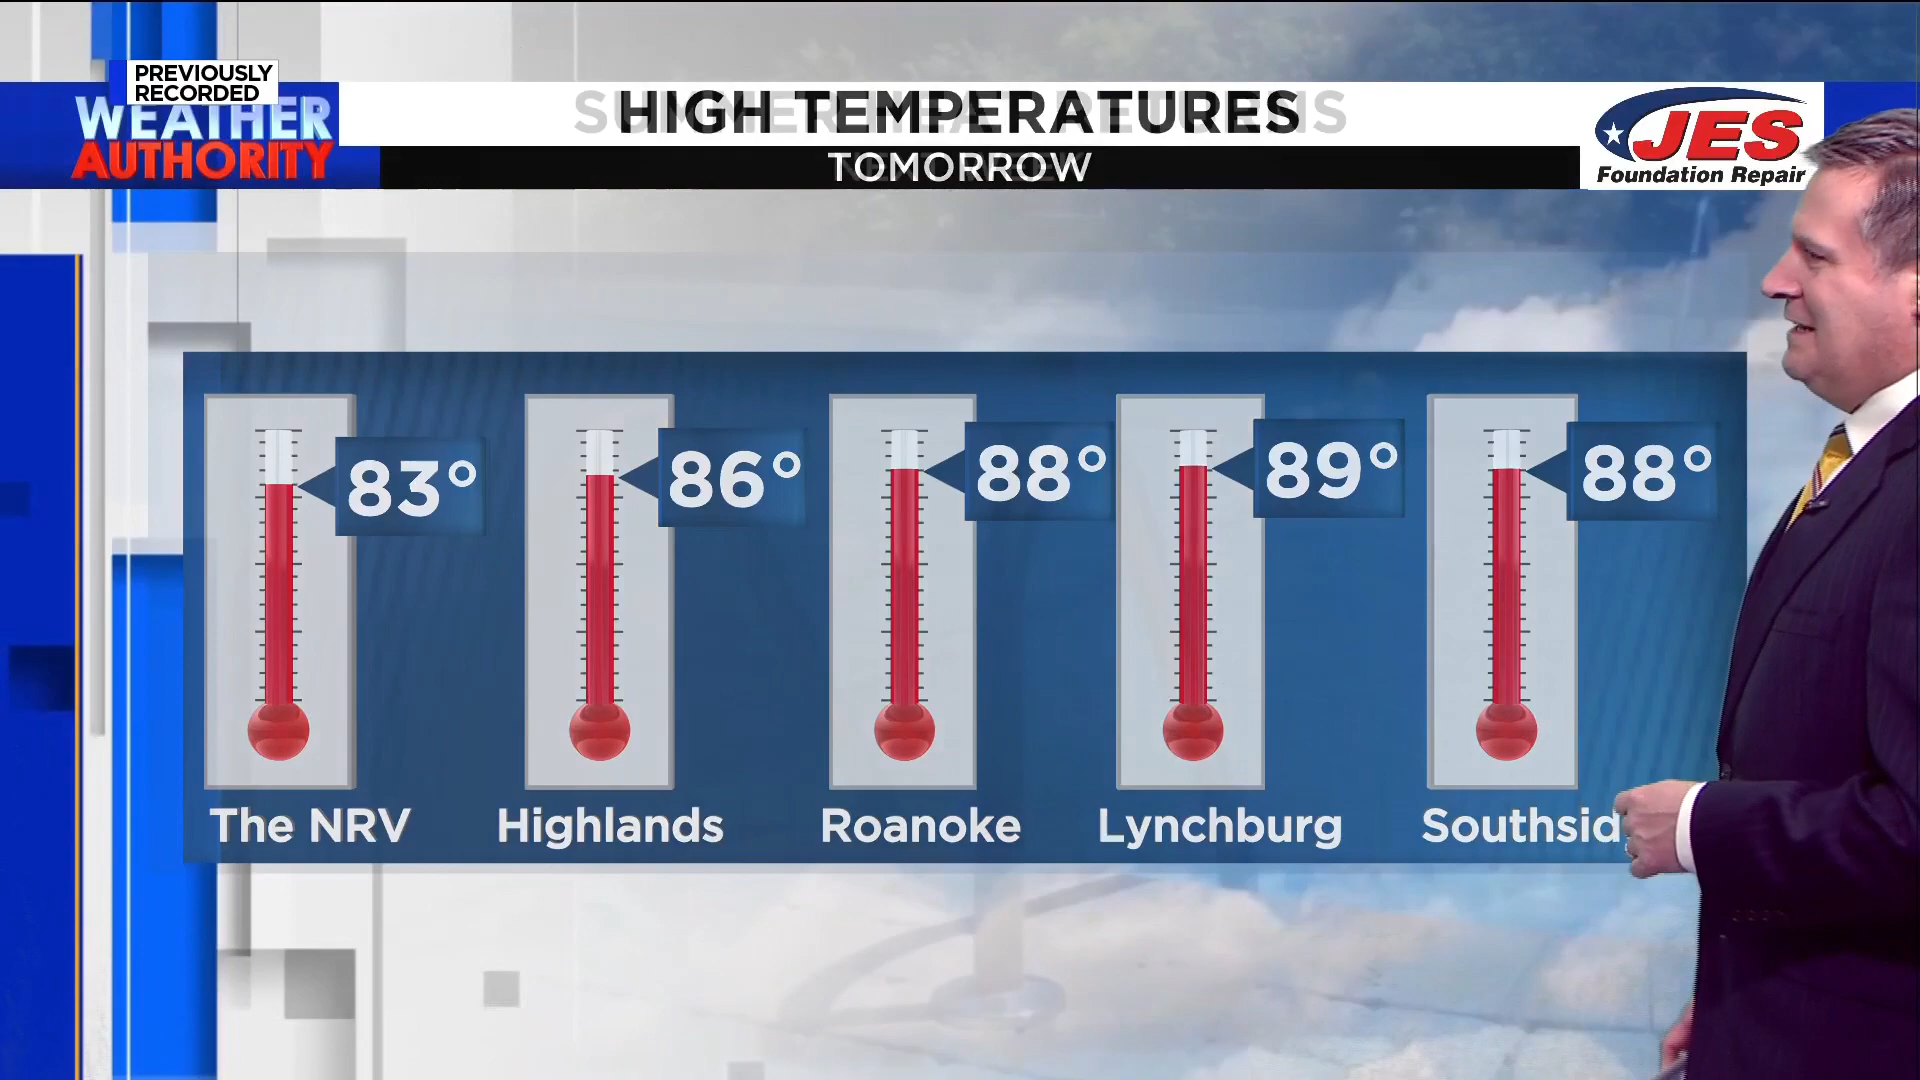 PREVIOUSLY
RECORDED
WEATHER
AUTHORITY
HIGH TEMPERATURES
TOMORROW
JES
Foundation Repair
83° 86° 88° 89° 88°
The NRV Highlands Roanoke Lynchburg Southsid